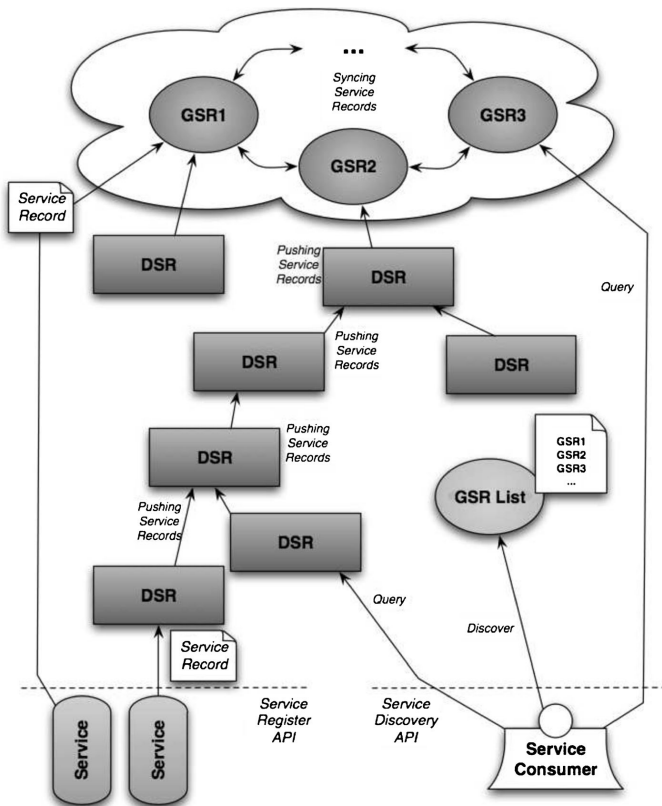 ...
Syncing
Service
Records
GSR1
GSR3
GSR2
Service
Record
DSR
Pushing
Service
Records
DSR
Query
Pushing
Service
Records
DSR
DSR
Pushing
Service
Records
DSR
GSR1
GSR2
GSR3
...
GSR List
Pushing
Service
Records
DSR
DSR
Query
Discover
Service
Record
Service
Register
API
Service
Discovery
API
Service
Service
Service
Consumer